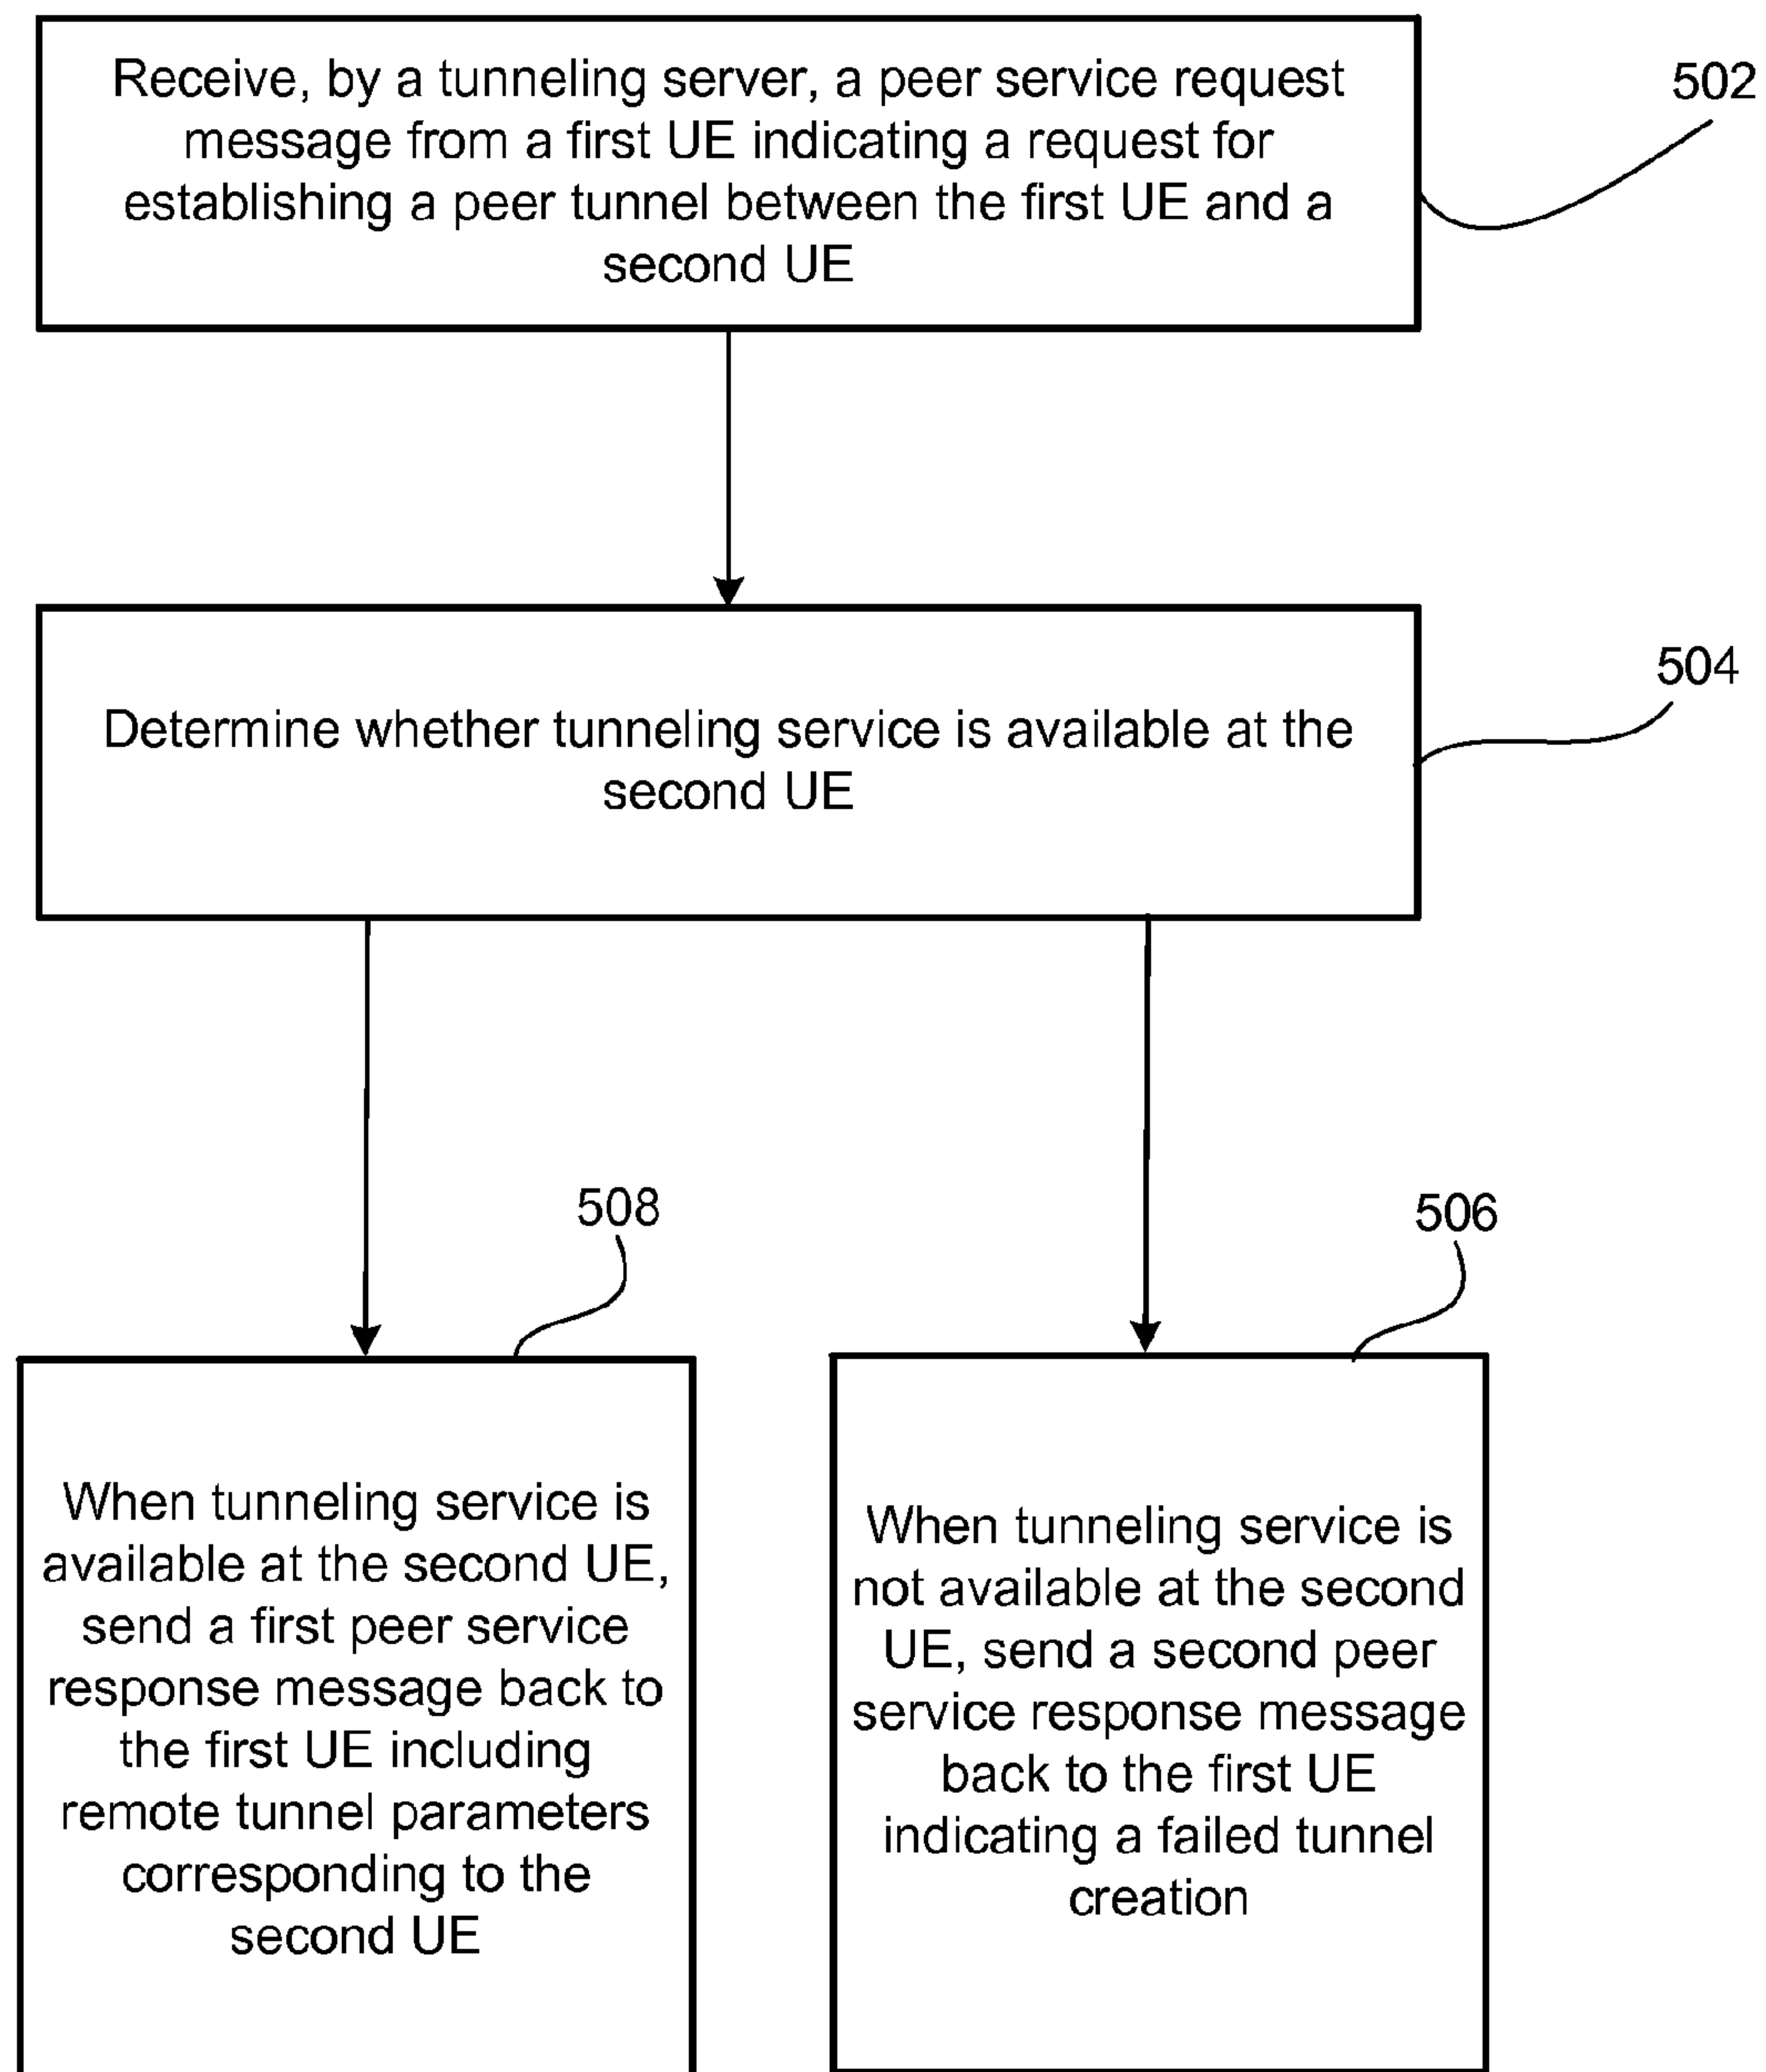 Receive, by a tunneling server, a peer service request
message from a first UE indicating a request for
establishing a peer tunnel between the first UE and a
second UE
502
Determine whether tunneling service is available at the
second UE
504
508
When tunneling service is
available at the second UE,
send a first peer service
response message back to
the first UE including
remote tunnel parameters
corresponding to the
second UE
506
When tunneling service is
not available at the second
UE, send a second peer
service response message
back to the first UE
indicating a failed tunnel
creation